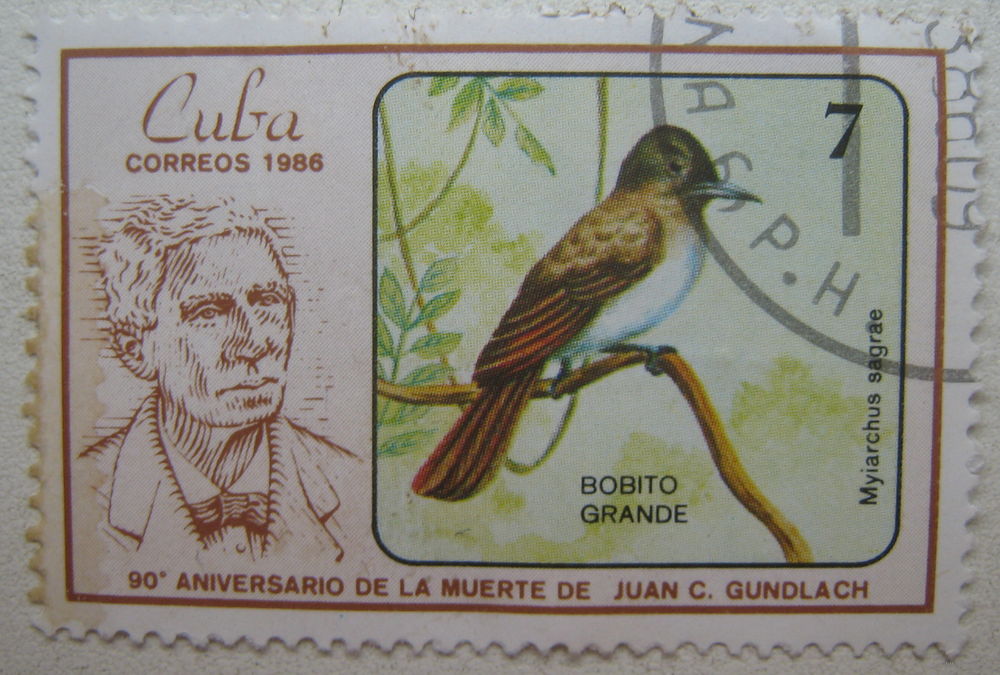 Cuba
CORREOS 1986
7
BOBITO
GRANDE
Myiarchus sagrae
90° ANIVERSARIO DE LA MUERTE DE JUAN C. GUNDLACH
P.H